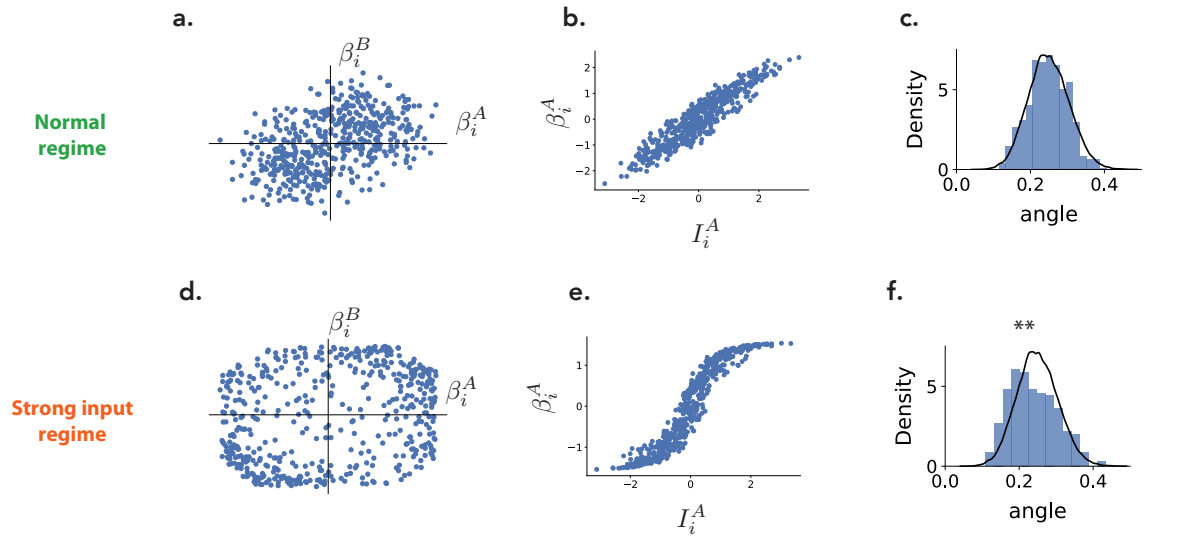 a.
b.
c.
Normal
regime
β_i^B
β_i^A
β_i^A
2
1
0
−1
−2
−2
0
2
I_i^A
Density
5
0
0.0
0.2
0.4
angle
d.
e.
f.
Strong input
regime
β_i^B
β_i^A
β_i^A
1
0
−1
−2
0
2
I_i^A
**
Density
5
0
0.0
0.2
0.4
angle